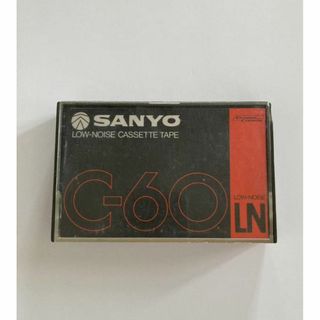 SANYO
LOW-NOISE CASSETTE TAPE
C-60
LOW-NOISE
LN